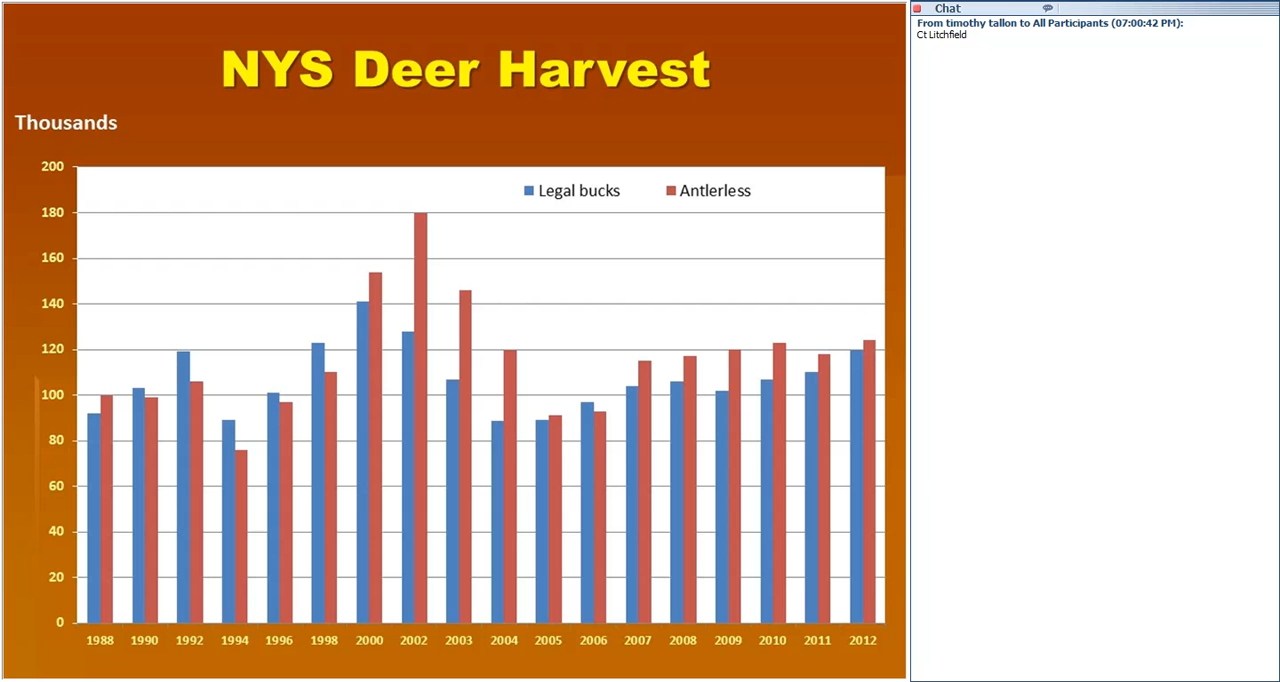 NYS Deer Harvest
Thousands
200
180
160
140
120
100
80
60
40
20
0
Legal bucks Antlerless
1988 1990 1992 1994 1996 1998 2000 2002 2003 2004 2005 2006 2007 2008 2009 2010 2011 2012
Chat
From timothy tallon to All Participants (07:00:42 PM):
Ct Litchfield